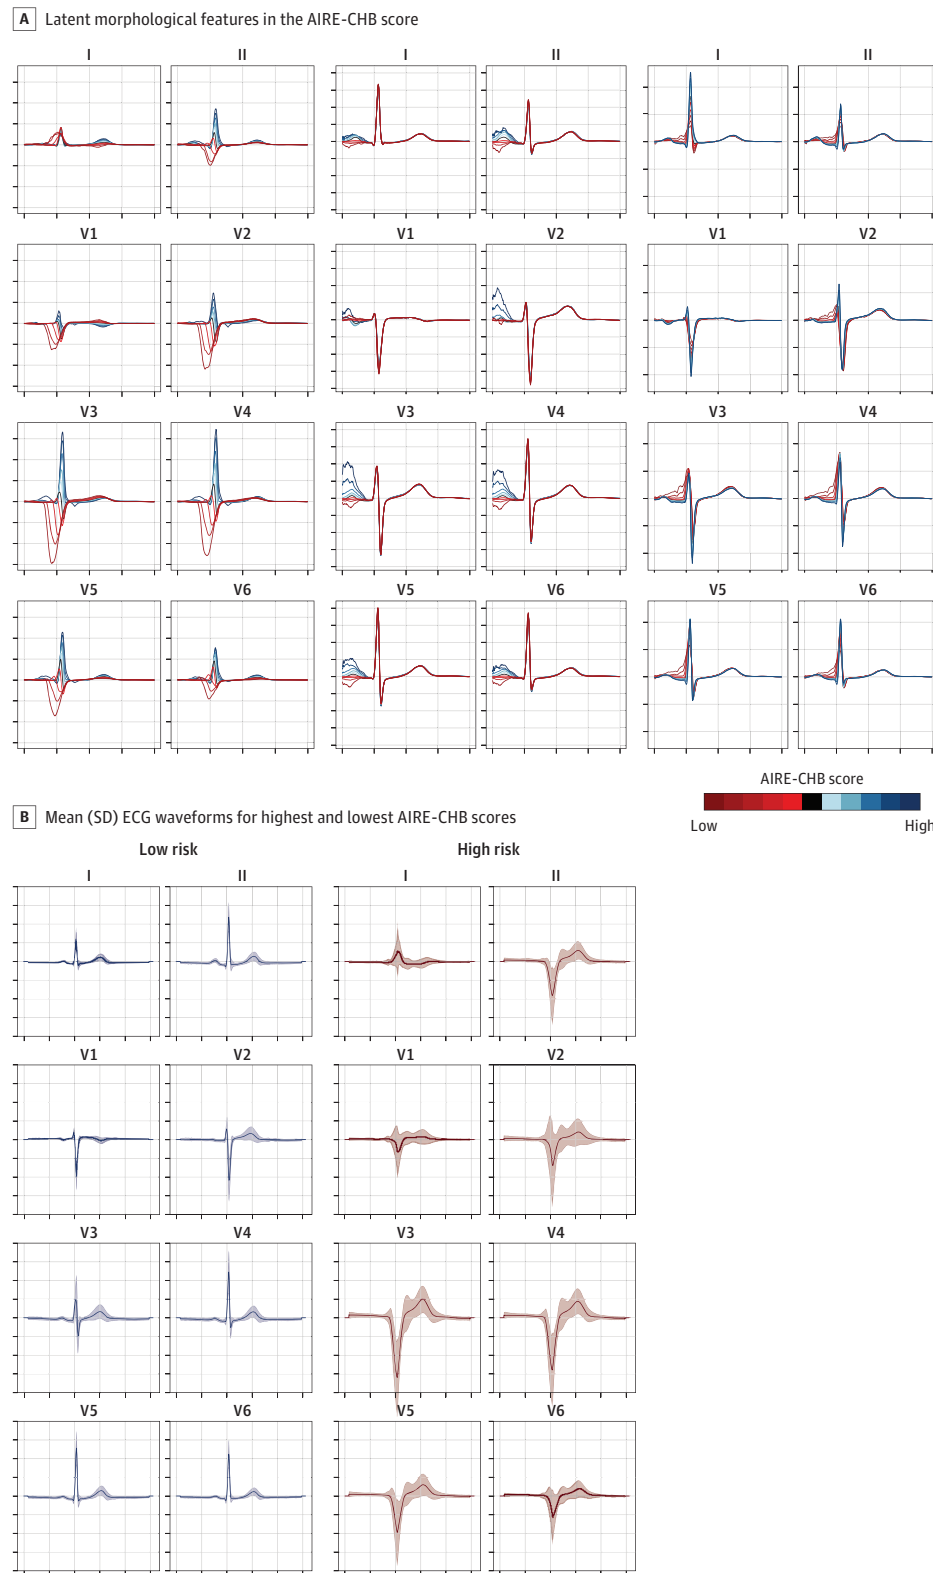 A Latent morphological features in the AIRE-CHB score
I II I II I II
V1 V2 V1 V2 V1 V2
V3 V4 V3 V4 V3 V4
V5 V6 V5 V6 V5 V6
AIRE-CHB score
Low High
B Mean (SD) ECG waveforms for highest and lowest AIRE-CHB scores
Low risk High risk
I II I II
V1 V2 V1 V2
V3 V4 V3 V4
V5 V6 V5 V6